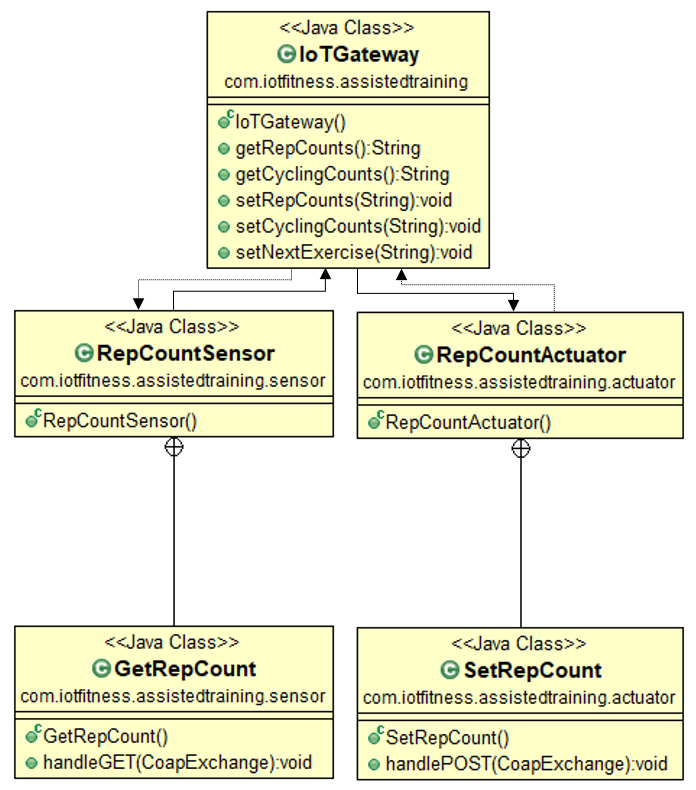 <<Java Class>>
IoTGateway
com.iotfitness.assistedtraining
IoTGateway()
getRepCounts():String
getCyclingCounts():String
setRepCounts(String):void
setCyclingCounts(String):void
setNextExercise(String):void
<<Java Class>>
RepCountSensor
com.iotfitness.assistedtraining.sensor
RepCountSensor()
<<Java Class>>
RepCountActuator
com.iotfitness.assistedtraining.actuator
RepCountActuator()
<<Java Class>>
GetRepCount
com.iotfitness.assistedtraining.sensor
GetRepCount()
handleGET(CoapExchange):void
<<Java Class>>
SetRepCount
com.iotfitness.assistedtraining.actuator
SetRepCount()
handlePOST(CoapExchange):void